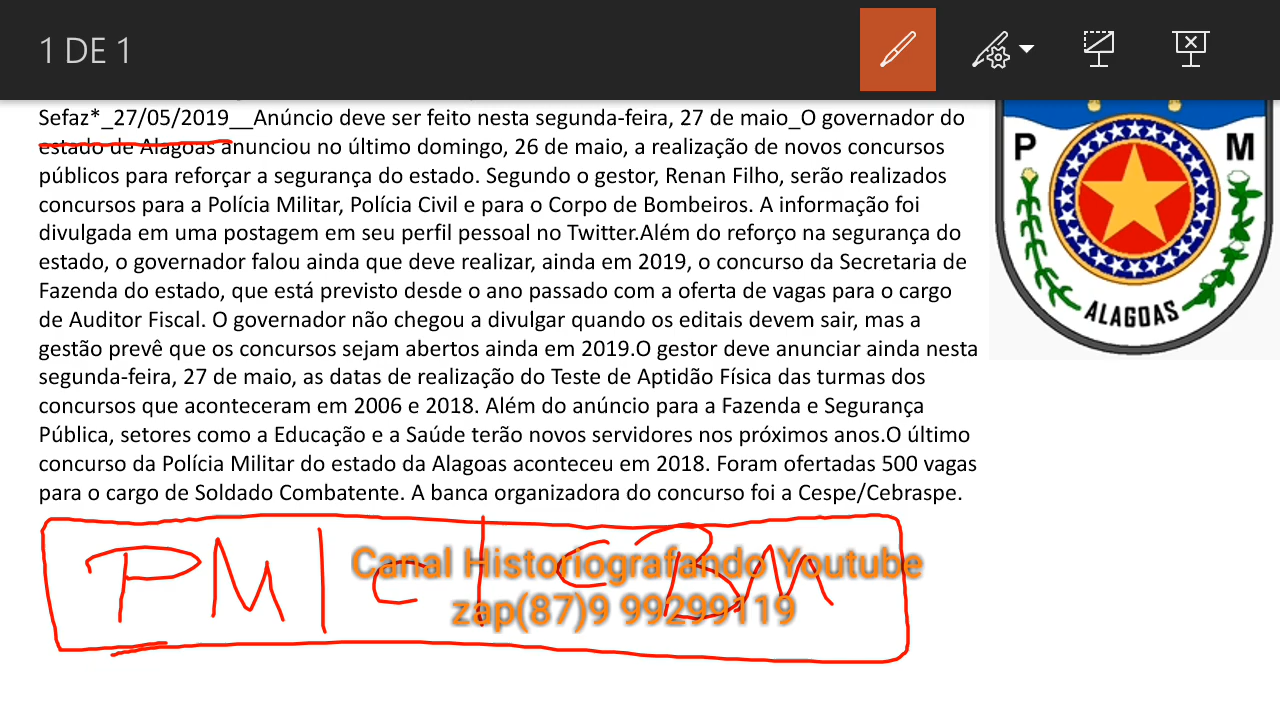 1 DE 1
Sefaz*_27/05/2019__Anúncio deve ser feito nesta segunda-feira, 27 de maio_O governador do
estado de Alagoas anunciou no último domingo, 26 de maio, a realização de novos concursos
públicos para reforçar a segurança do estado. Segundo o gestor, Renan Filho, serão realizados
concursos para a Polícia Militar, Polícia Civil e para o Corpo de Bombeiros. A informação foi
divulgada em uma postagem em seu perfil pessoal no Twitter.Além do reforço na segurança do
estado, o governador falou ainda que deve realizar, ainda em 2019, o concurso da Secretaria de
Fazenda do estado, que está previsto desde o ano passado com a oferta de vagas para o cargo
de Auditor Fiscal. O governador não chegou a divulgar quando os editais devem sair, mas a
gestão prevê que os concursos sejam abertos ainda em 2019.O gestor deve anunciar ainda nesta
segunda-feira, 27 de maio, as datas de realização do Teste de Aptidão Física das turmas dos
concursos que aconteceram em 2006 e 2018. Além do anúncio para a Fazenda e Segurança
Pública, setores como a Educação e a Saúde terão novos servidores nos próximos anos.O último
concurso da Polícia Militar do estado da Alagoas aconteceu em 2018. Foram ofertadas 500 vagas
para o cargo de Soldado Combatente. A banca organizadora do concurso foi a Cespe/Cebraspe.
P M
ALAGOAS
PM | C | CBM
Canal Historiografando Youtube
zap(87)9 99299119